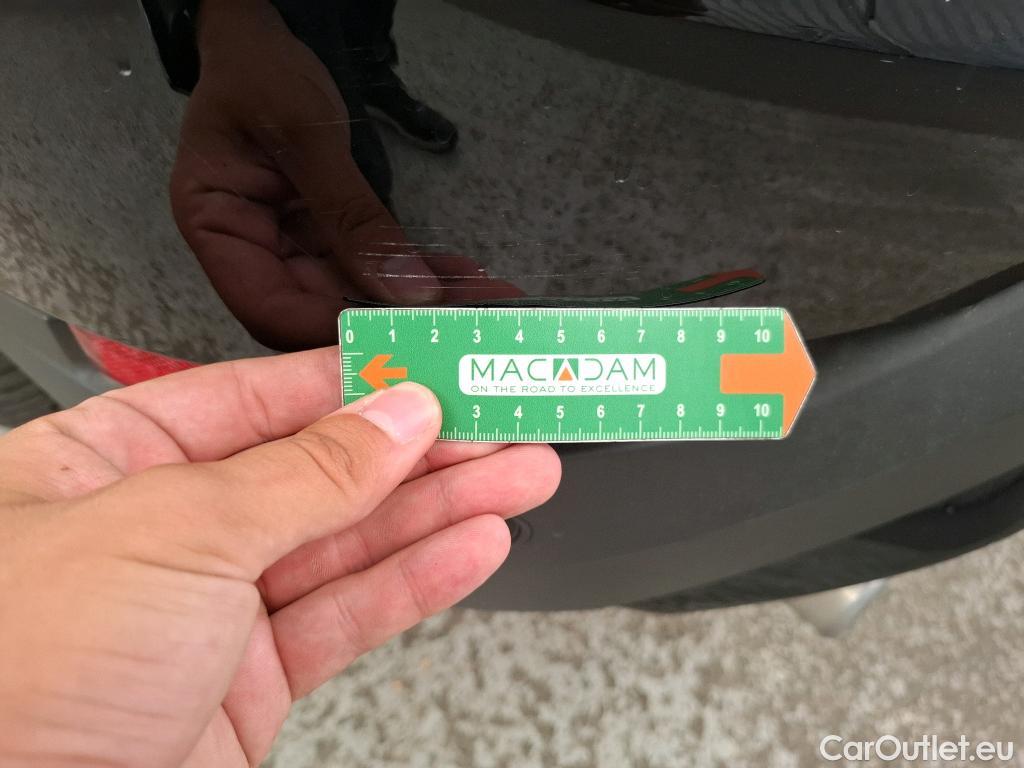 0 1 2 3 4 5 6 7 8 9 10
MACADAM
ON THE ROAD TO EXCELLENCE
3 4 5 6 7 8 9 10
CarOutlet.eu